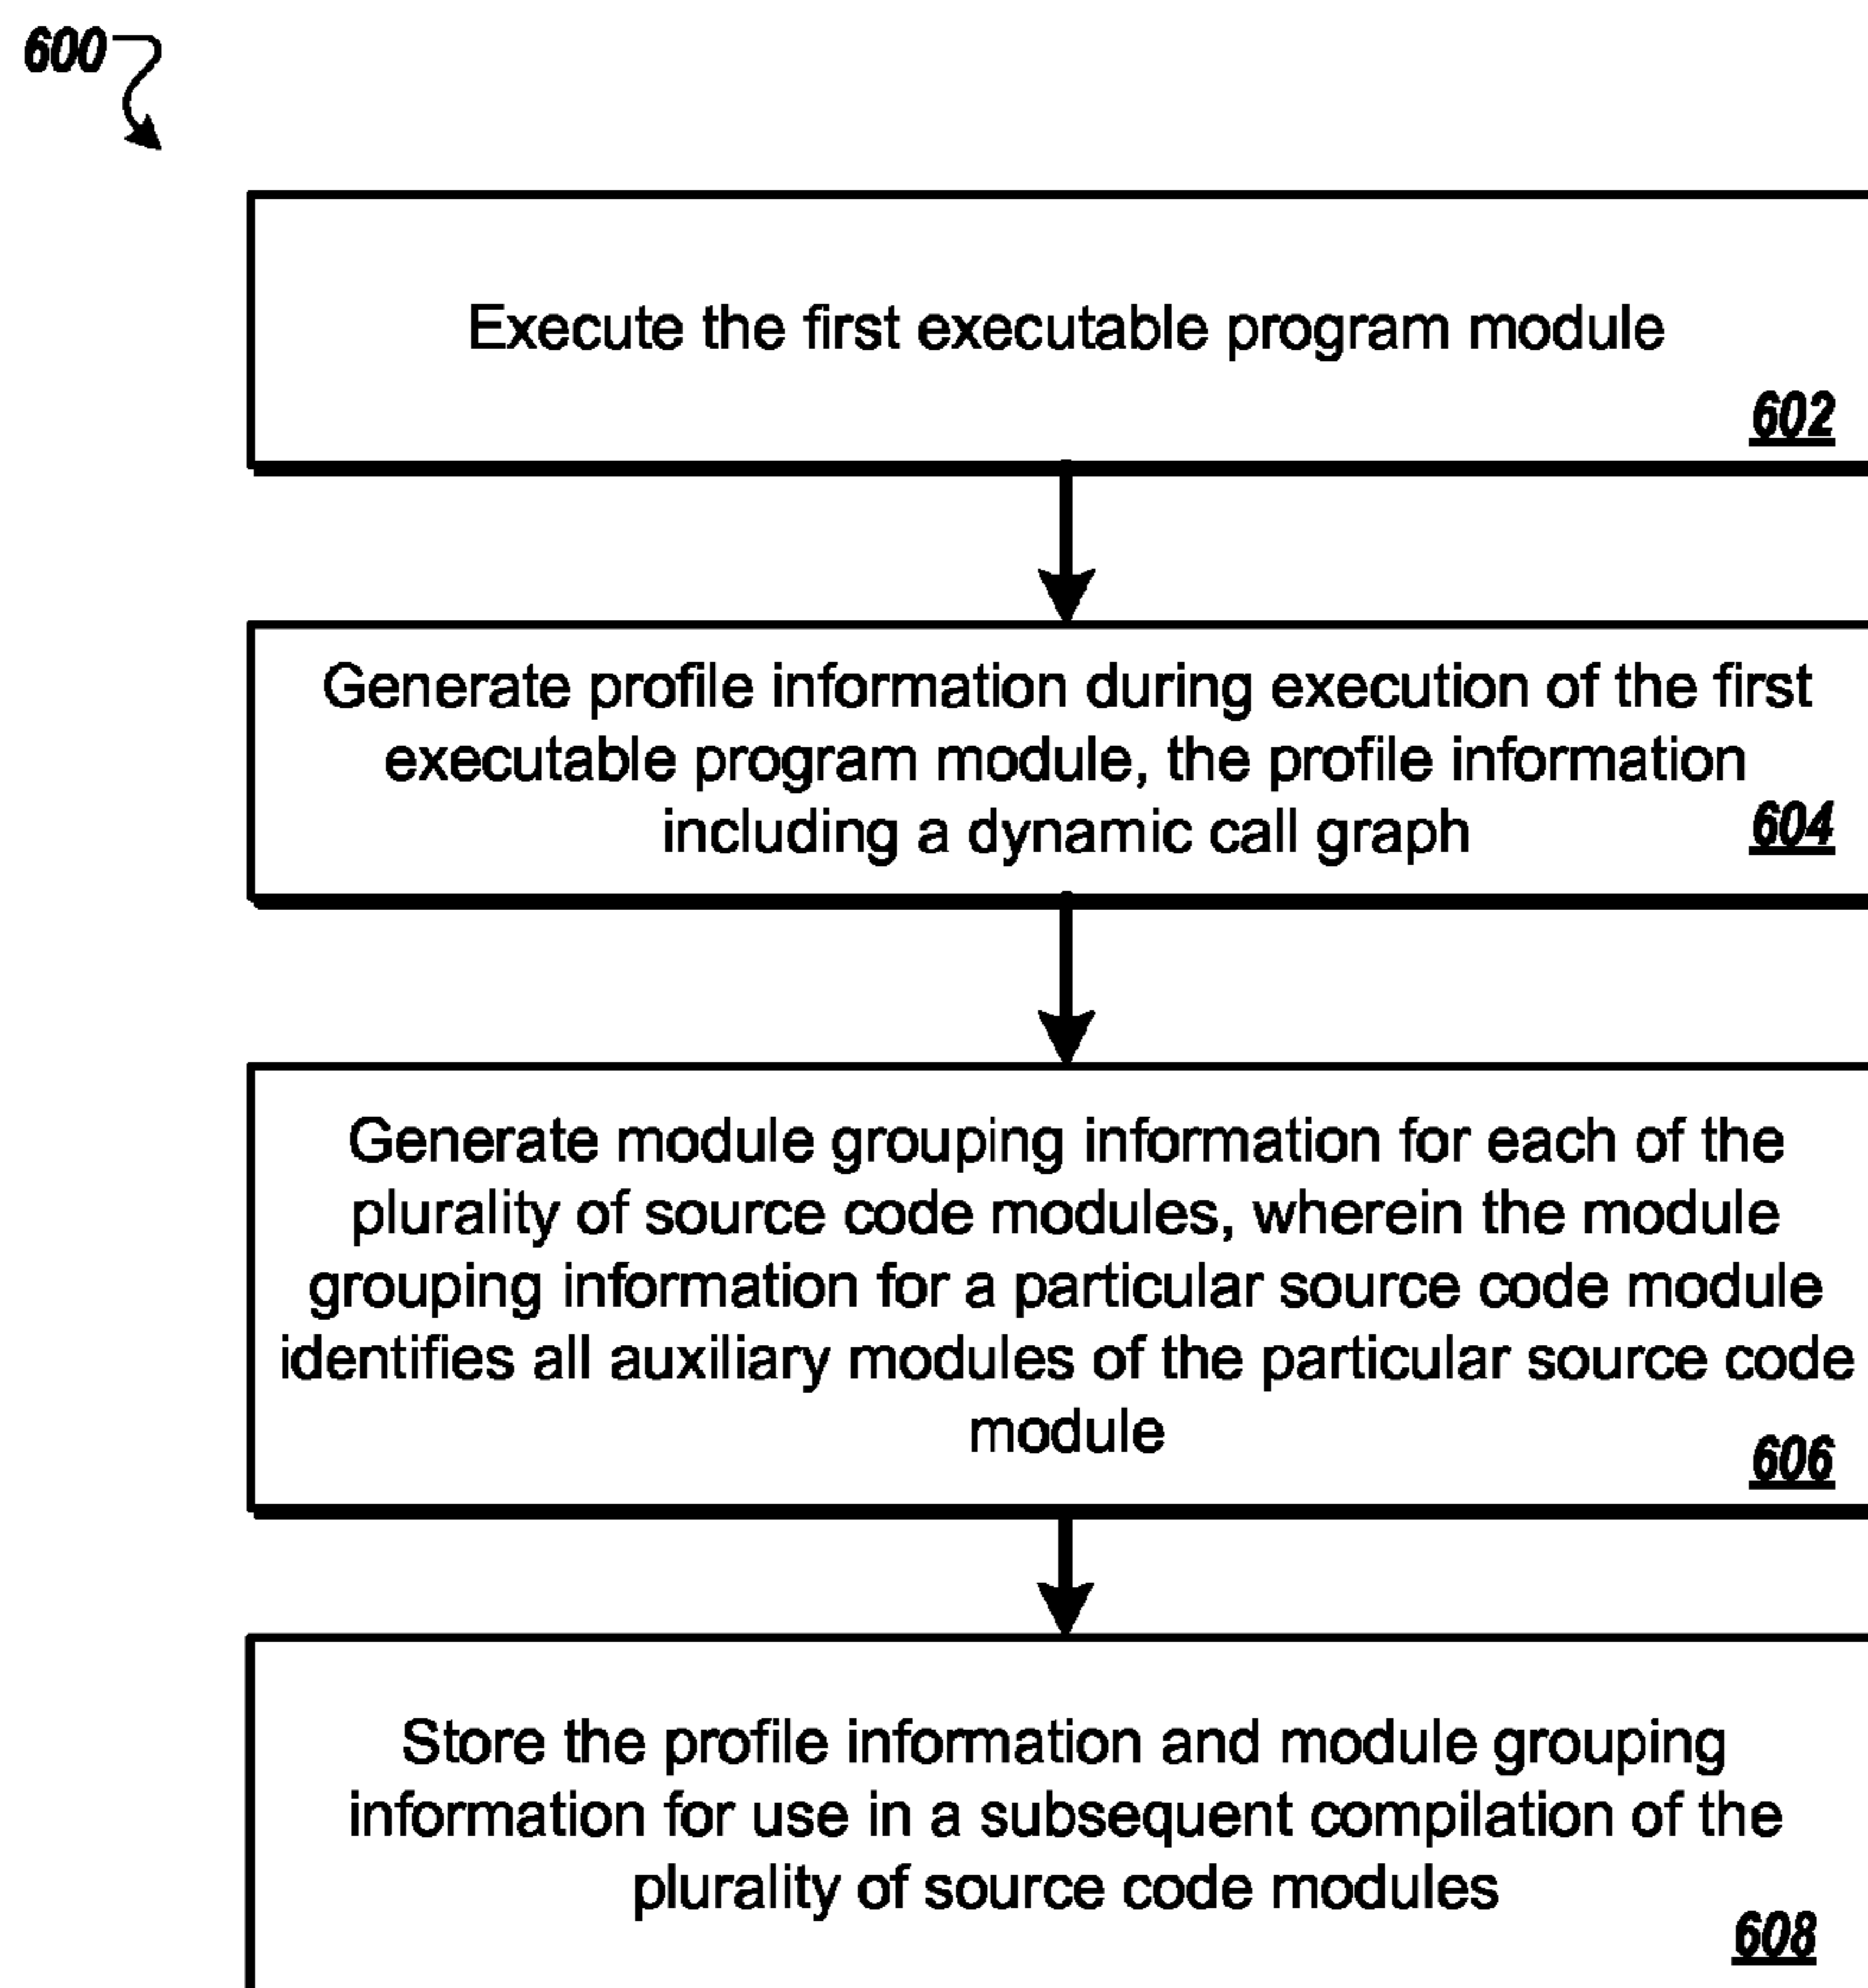 600
Execute the first executable program module
602
Generate profile information during execution of the first
executable program module, the profile information
including a dynamic call graph
604
Generate module grouping information for each of the
plurality of source code modules, wherein the module
grouping information for a particular source code module
identifies all auxiliary modules of the particular source code
module
606
Store the profile information and module grouping
information for use in a subsequent compilation of the
plurality of source code modules
608